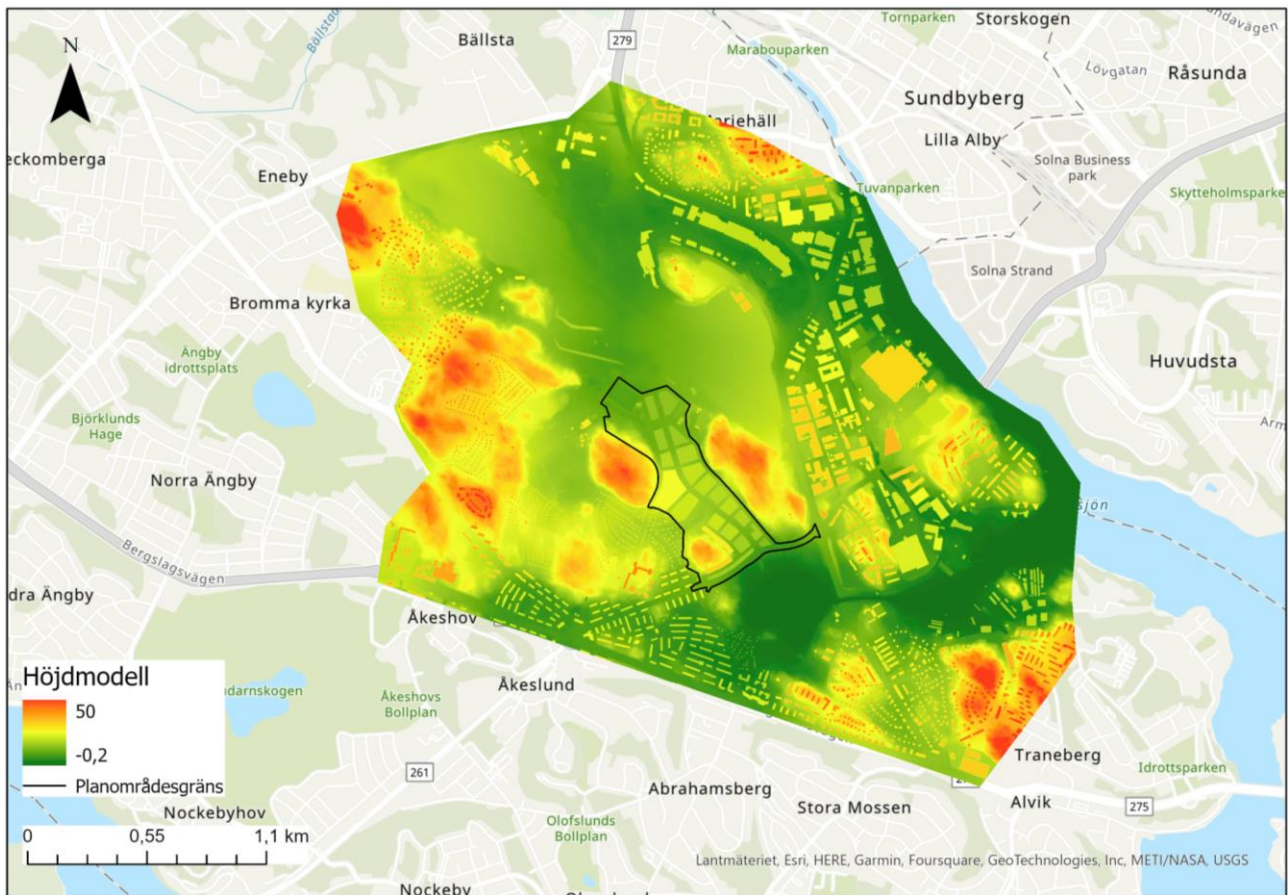 Tornparken
Storskogen
Bällsta
279
Marabouparken
Lövgatan
Råsunda
N
Sundbyberg
Lilla Alby
Solna Business
park
Eneby
Tuvanparken
Skytteholmsparke
Solna Strand
Bromma kyrka
Ängby
idrottsplats
Huvudsta
Björklunds
Hage
Norra Ängby
Bergslagsvägen
Åkeshov
Åkeslund
Åkeshovs
Bollplan
Höjdmodell
50
-0,2
Planområdesgräns
Traneberg
Idrottsparken
261
Abrahamsberg
Stora Mossen
Alvik
275
Nockebyhov
Olofslunds
Bollplan
0 0,55 1,1 km
Lantmäteriet, Esri, HERE, Garmin, Foursquare, GeoTechnologies, Inc, METI/NASA, USGS
Nockeby